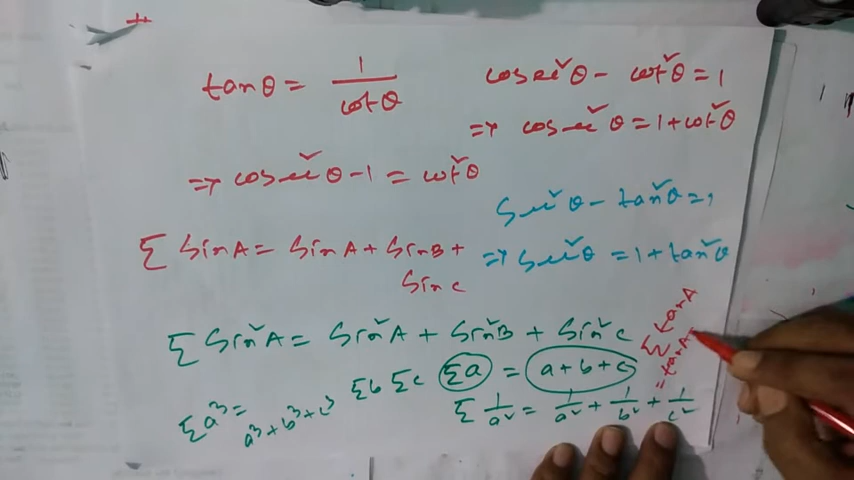 tanθ = 1/cotθ
cosec²θ - cot²θ = 1
⇒ cosec²θ = 1 + cot²θ
⇒ cosec²θ - 1 = cot²θ
sec²θ - tan²θ = 1
⇒ sec²θ = 1 + tan²θ
Σ sinA = sinA + sinB +
sinC
Σ sin²A = sin²A + sin²B + sin²C
Σ tanA
= tanA +
Σb Σc Σa = a + b + c
Σa³ =
a³ + b³ + c³
Σ 1/a² = 1/a² + 1/b² + 1/c²